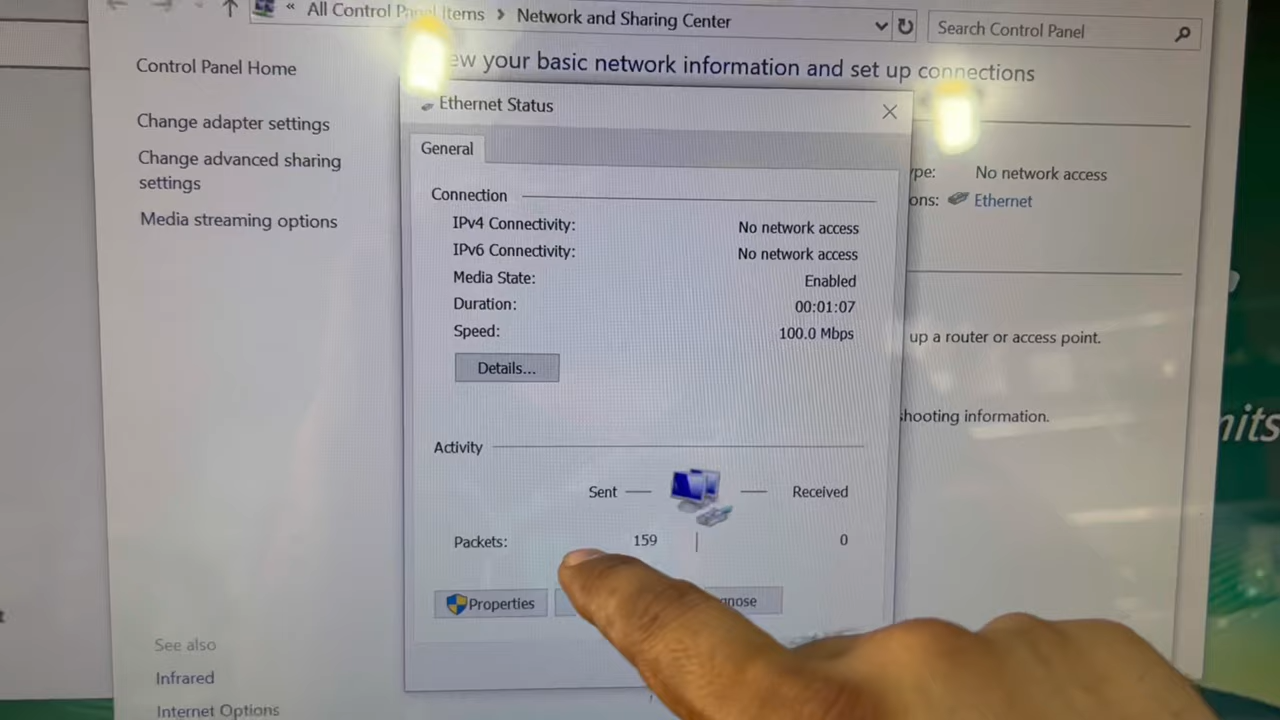 « All Control Panel Items > Network and Sharing Center
Search Control Panel
Control Panel Home
ew your basic network information and set up connections
Ethernet Status
Change adapter settings
Change advanced sharing
settings
Media streaming options
General
Connection
IPv4 Connectivity: No network access
IPv6 Connectivity: No network access
Media State: Enabled
Duration: 00:01:07
Speed: 100.0 Mbps
Details...
Activity
Sent — — Received
Packets: 159 | 0
Properties
gnose
ype: No network access
ons: Ethernet
up a router or access point.
hooting information.
nits
See also
Infrared
Internet Options